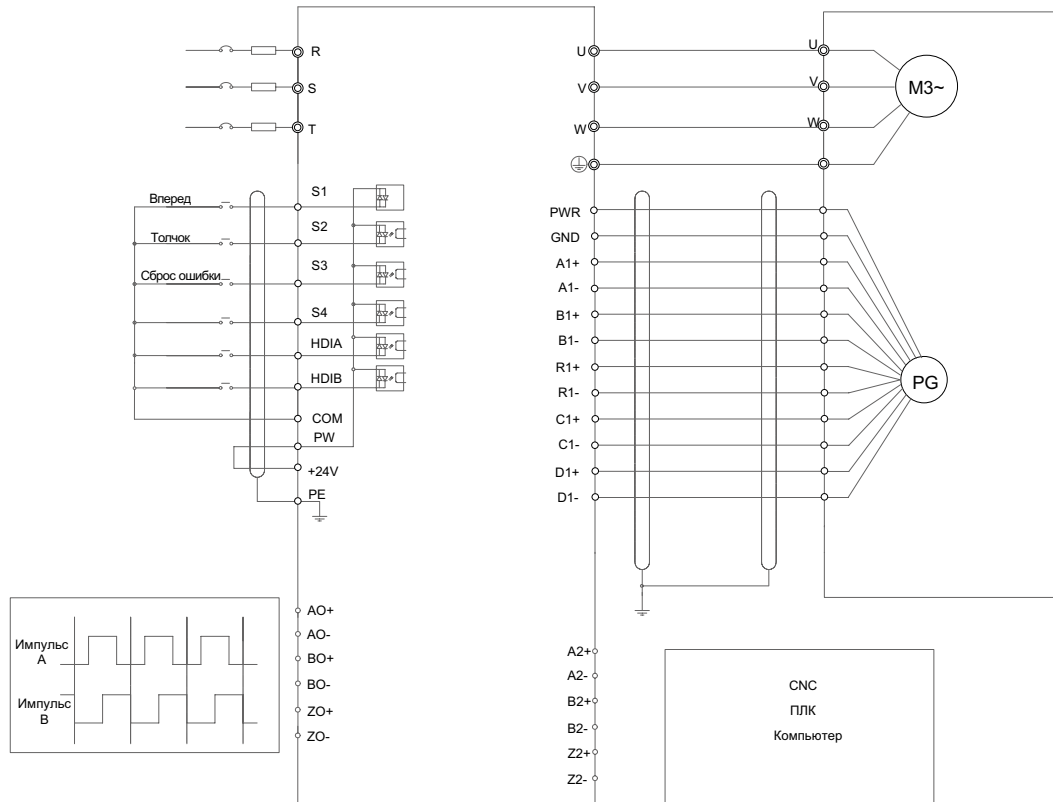 R
S
T
U
V
W
U
V
W
M3~
Вперед
Толчок
Сброс ошибки
S1
S2
S3
S4
HDIA
HDIB
COM
PW
+24V
PE
PWR
GND
A1+
A1-
B1+
B1-
R1+
R1-
C1+
C1-
D1+
D1-
PG
Импульс
A
Импульс
B
AO+
AO-
BO+
BO-
ZO+
ZO-
A2+
A2-
B2+
B2-
Z2+
Z2-
CNC
ПЛК
Компьютер